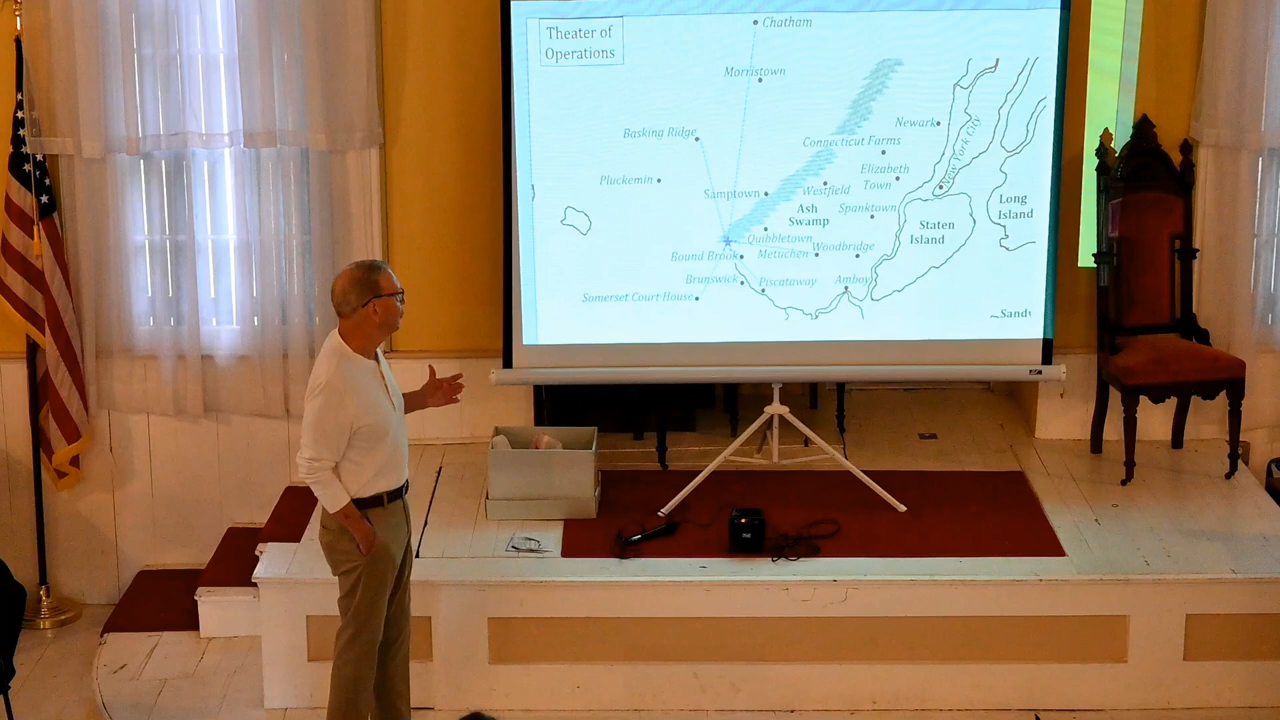 Theater of
Operations
Chatham
Morristown
Newark
Basking Ridge
Connecticut Farms
New York City
Elizabeth
Town
Pluckemin
Samptown
Westfield
Ash
Swamp
Spanktown
Long
Island
Staten
Island
Quibbletown
Woodbridge
Bound Brook
Metuchen
Brunswick
Piscataway
Amboy
Somerset Court House
Sandy